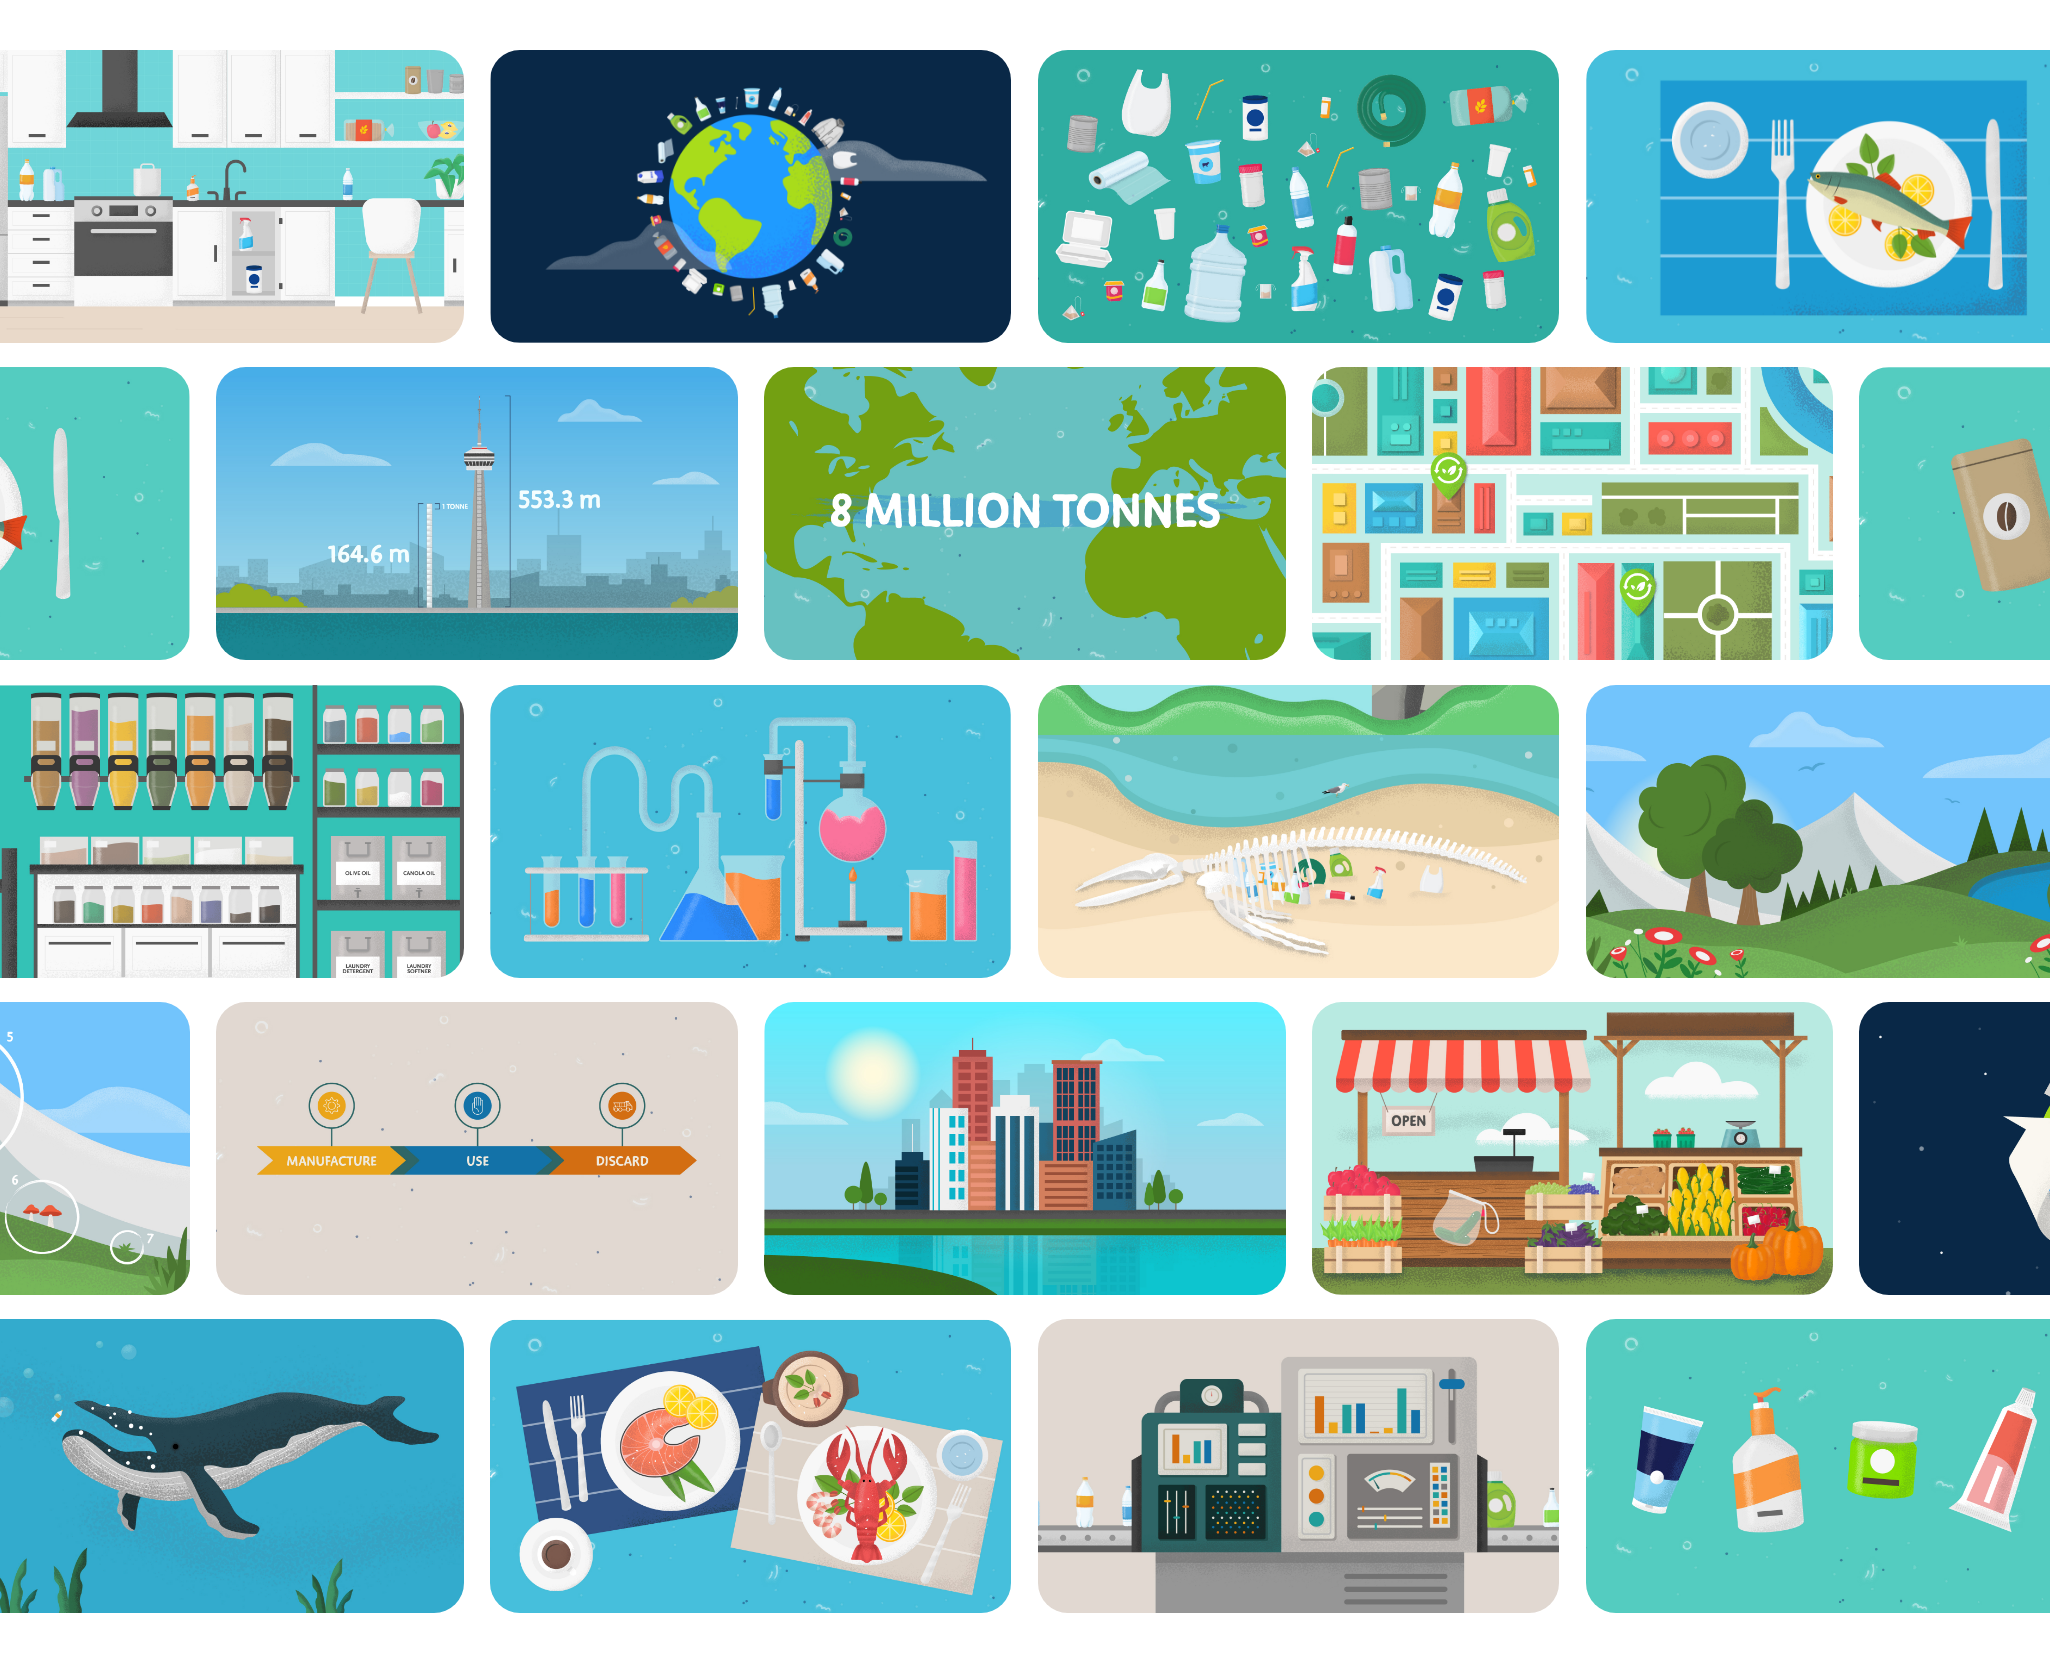 553.3 m
1 TONNE
164.6 m
8 MILLION TONNES
OLIVE OIL
CANOLA OIL
LAUNDRY
DETERGENT
LAUNDRY
SOFTNER
5
6
7
MANUFACTURE
USE
DISCARD
OPEN